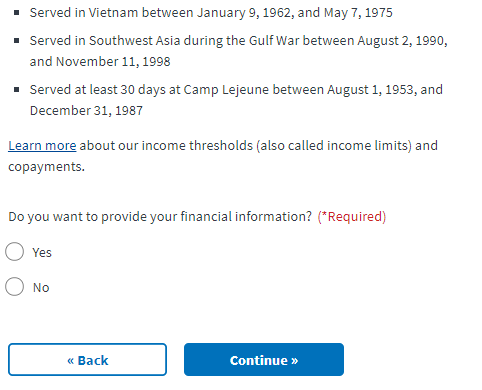 ▪ Served in Vietnam between January 9, 1962, and May 7, 1975
▪ Served in Southwest Asia during the Gulf War between August 2, 1990,
and November 11, 1998
▪ Served at least 30 days at Camp Lejeune between August 1, 1953, and
December 31, 1987
Learn more about our income thresholds (also called income limits) and
copayments.
Do you want to provide your financial information? (*Required)
Yes
No
« Back
Continue »